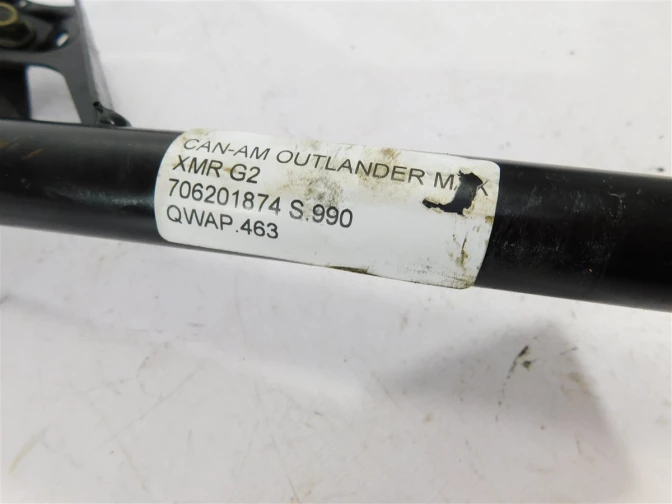 CAN-AM OUTLANDER
XMR G2
706201874 S.990
QWAP.463